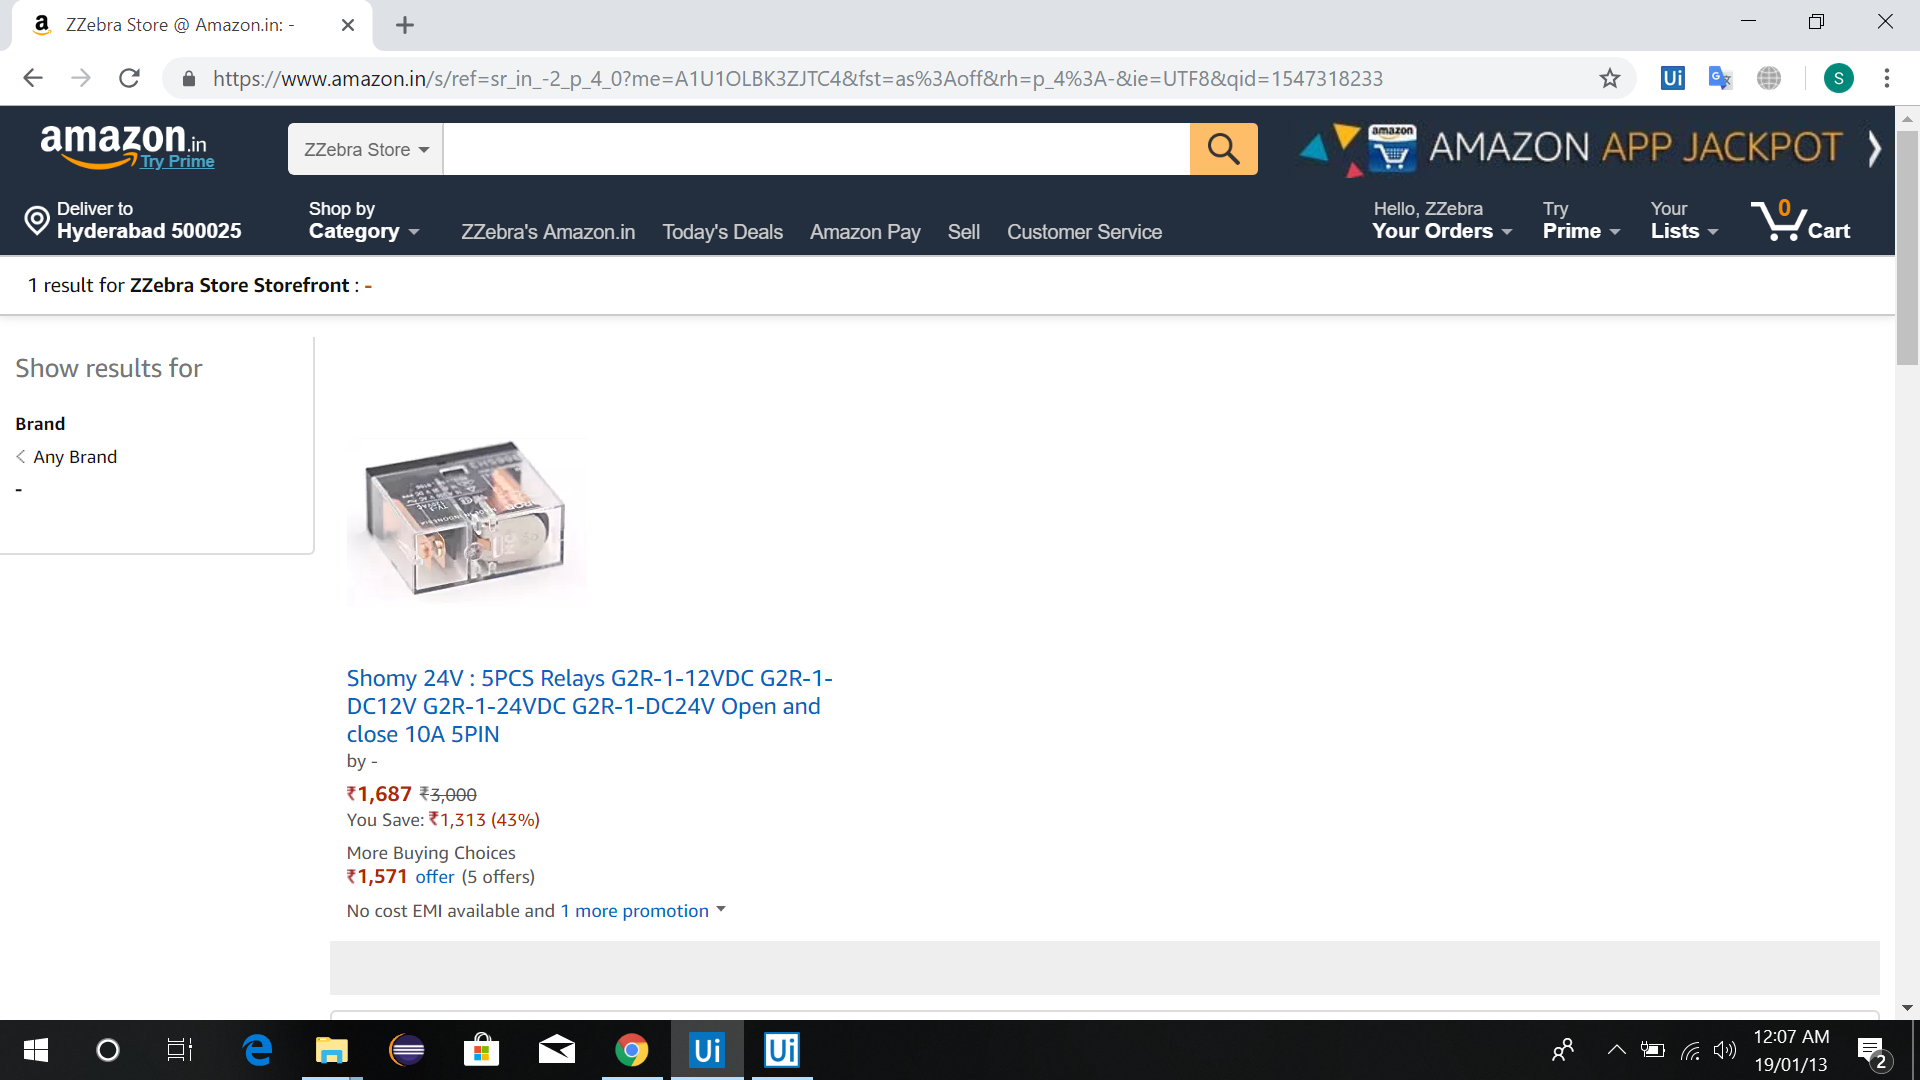 ZZebra Store @ Amazon.in: -
https://www.amazon.in/s/ref=sr_in_-2_p_4_0?me=A1U1OLBK3ZJTC4&fst=as%3Aoff&rh=p_4%3A-&ie=UTF8&qid=1547318233
Ui
S
amazon.in
Try Prime
ZZebra Store
amazon
AMAZON APP JACKPOT
Deliver to
Hyderabad 500025
Shop by
Category
ZZebra's Amazon.in
Today's Deals
Amazon Pay
Sell
Customer Service
Hello, ZZebra
Your Orders
Try
Prime
Your
Lists
0
Cart
1 result for ZZebra Store Storefront : -
Show results for
Brand
Any Brand
-
Shomy 24V : 5PCS Relays G2R-1-12VDC G2R-1-
DC12V G2R-1-24VDC G2R-1-DC24V Open and
close 10A 5PIN
by -
₹1,687 ₹3,000
You Save: ₹1,313 (43%)
More Buying Choices
₹1,571 offer (5 offers)
No cost EMI available and 1 more promotion
Ui
Ui
12:07 AM
19/01/13
2